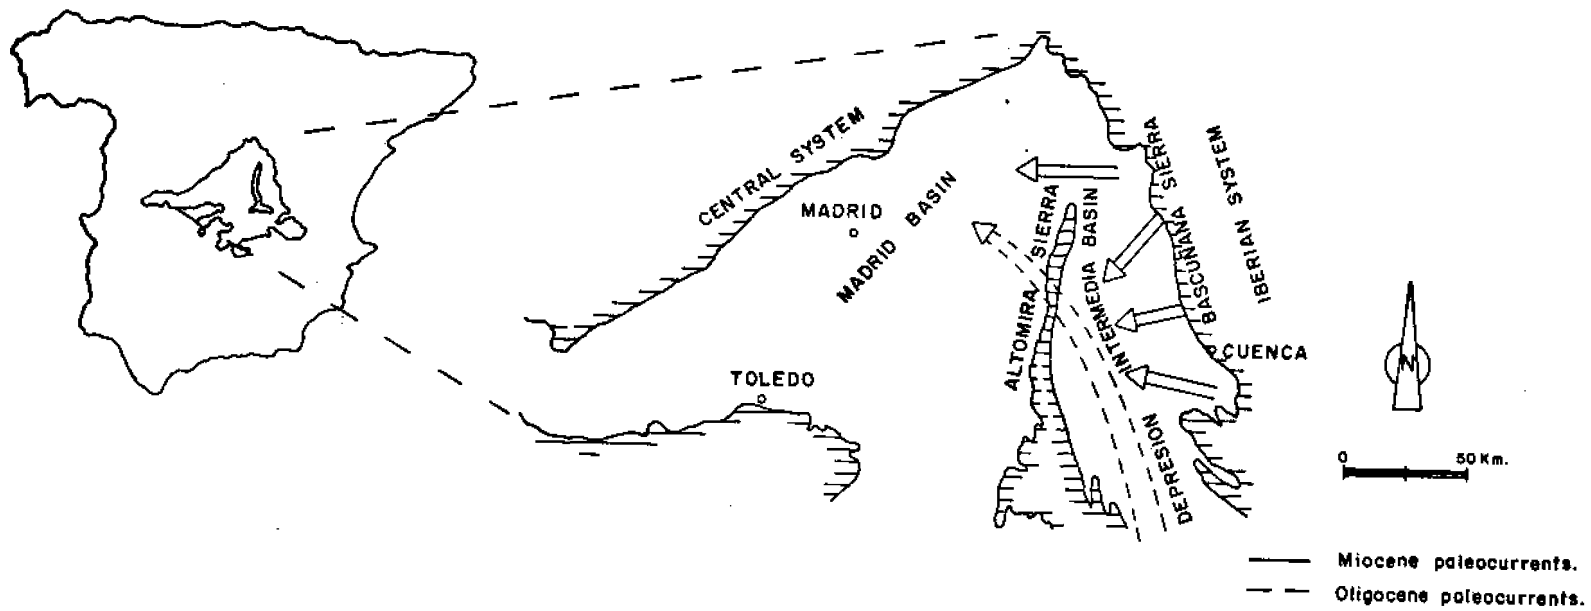 CENTRAL SYSTEM
MADRID
MADRID BASIN
TOLEDO
ALTOMIRA SIERRA
DEPRESION INTERMEDIA BASIN
BASCUNANA SIERRA
IBERIAN SYSTEM
CUENCA
N
0 50 Km.
Miocene paleocurrents.
Oligocene paleocurrents.